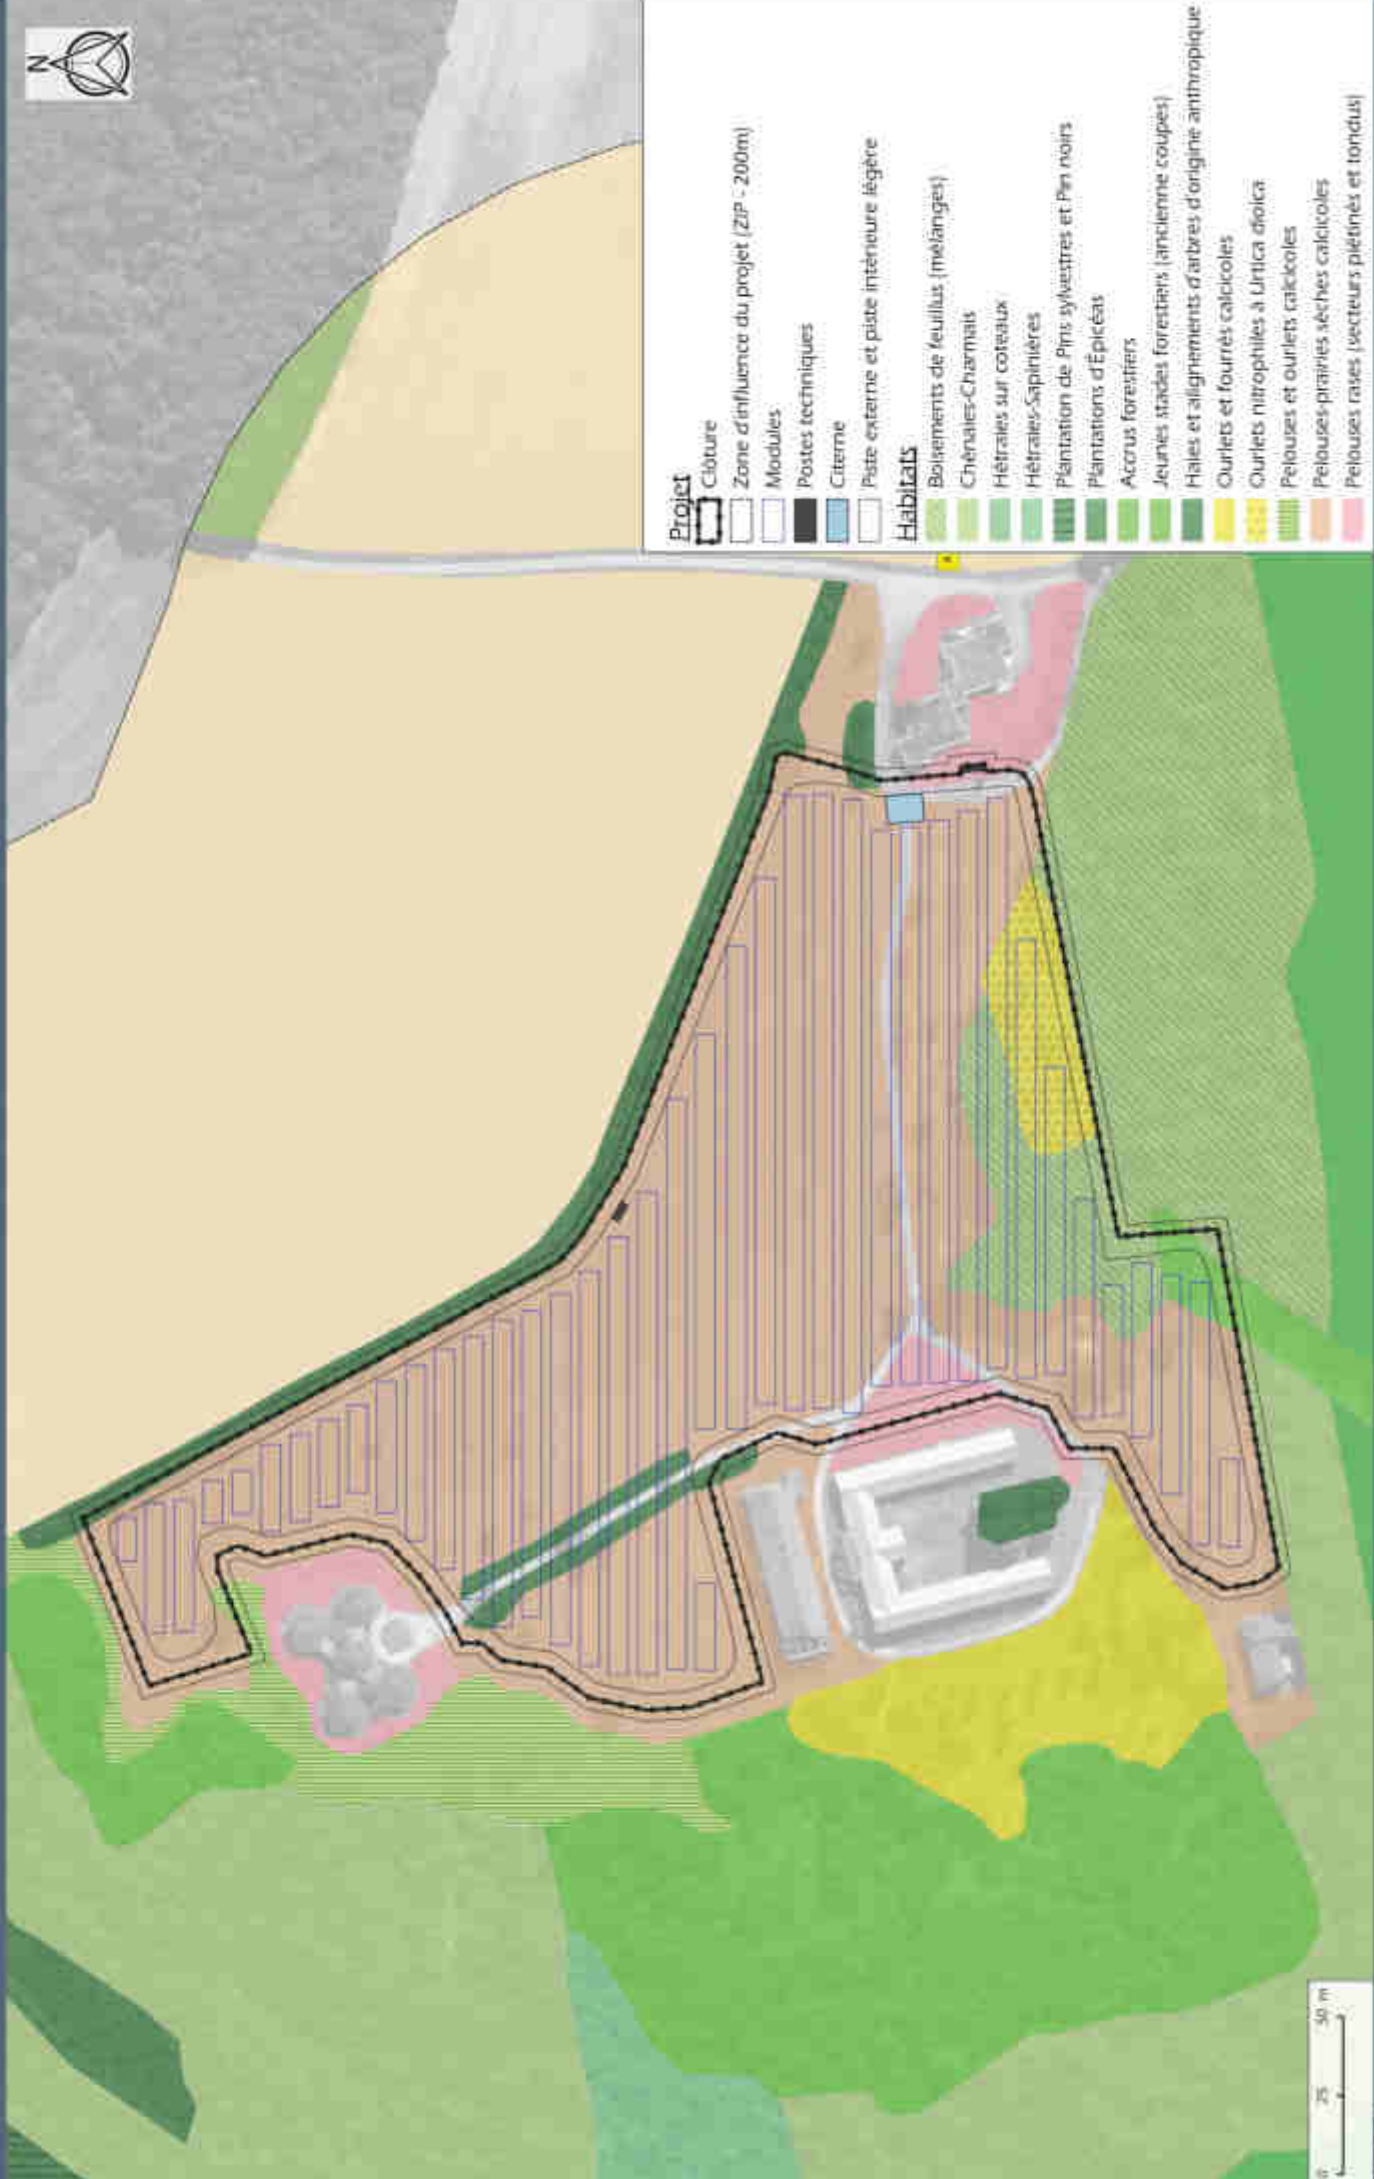 N
Projet
Clôture
Zone d'influence du projet (ZIP - 200m)
Modules
Postes techniques
Citerne
Piste externe et piste intérieure légère
Habitats
Boisements de feuillus (mélanges)
Chênaies-Charmais
Hêtraies sur coteaux
Hétraies-Sapinières
Plantation de Pins sylvestres et Pin noirs
Plantations d'Epicéas
Accrus forestiers
Jeunes stades forestiers (ancienne coupes)
Haies et alignements d'arbres d'origine anthropique
Ourlets et fourrés calcicoles
Ourlets nitrophiles à Urtica dioica
Pelouses et ourlets calcicoles
Pelouses-prairies sèches calcicoles
Pelouses rases (secteurs piétinés et tondus)
0 25 50 m